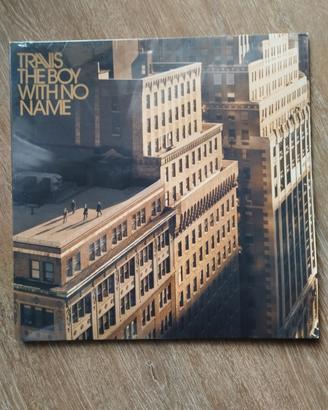 TRAVIS
THE BOY
WITH NO
NAME